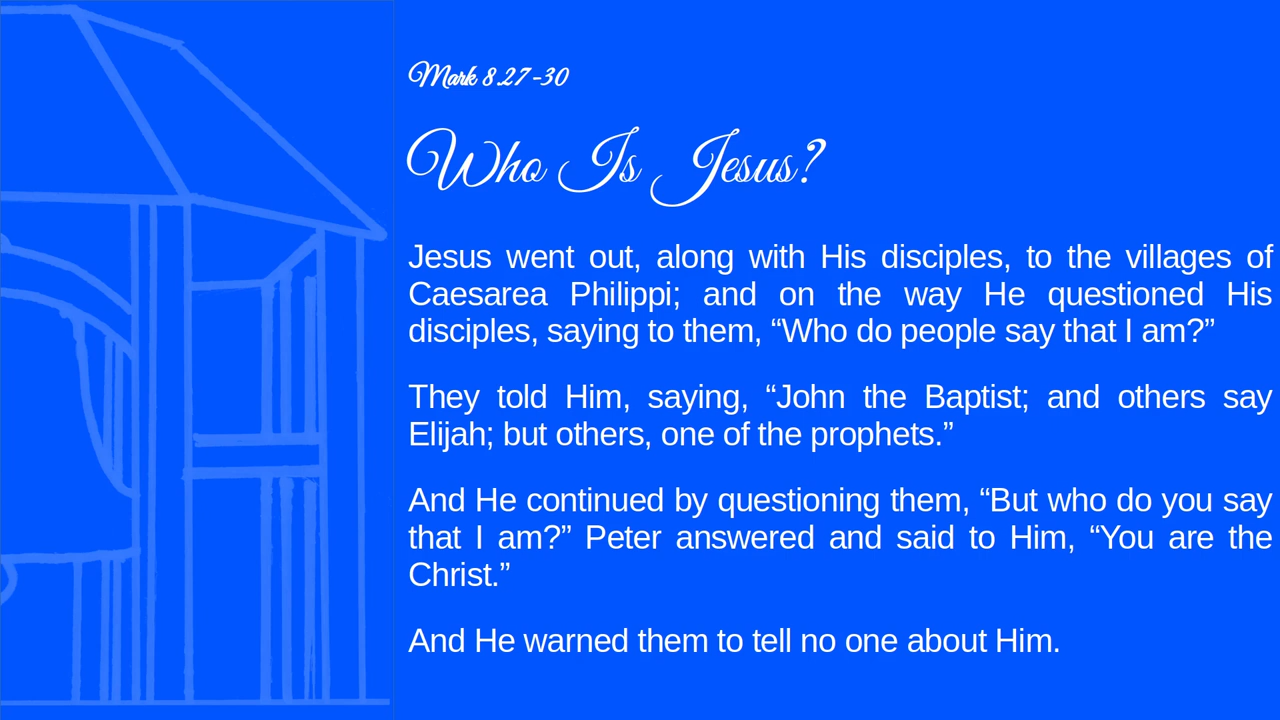 Mark 8.27-30
Who Is Jesus?
Jesus went out, along with His disciples, to the villages of
Caesarea Philippi; and on the way He questioned His
disciples, saying to them, “Who do people say that I am?”
They told Him, saying, “John the Baptist; and others say
Elijah; but others, one of the prophets.”
And He continued by questioning them, “But who do you say
that I am?” Peter answered and said to Him, “You are the
Christ.”
And He warned them to tell no one about Him.